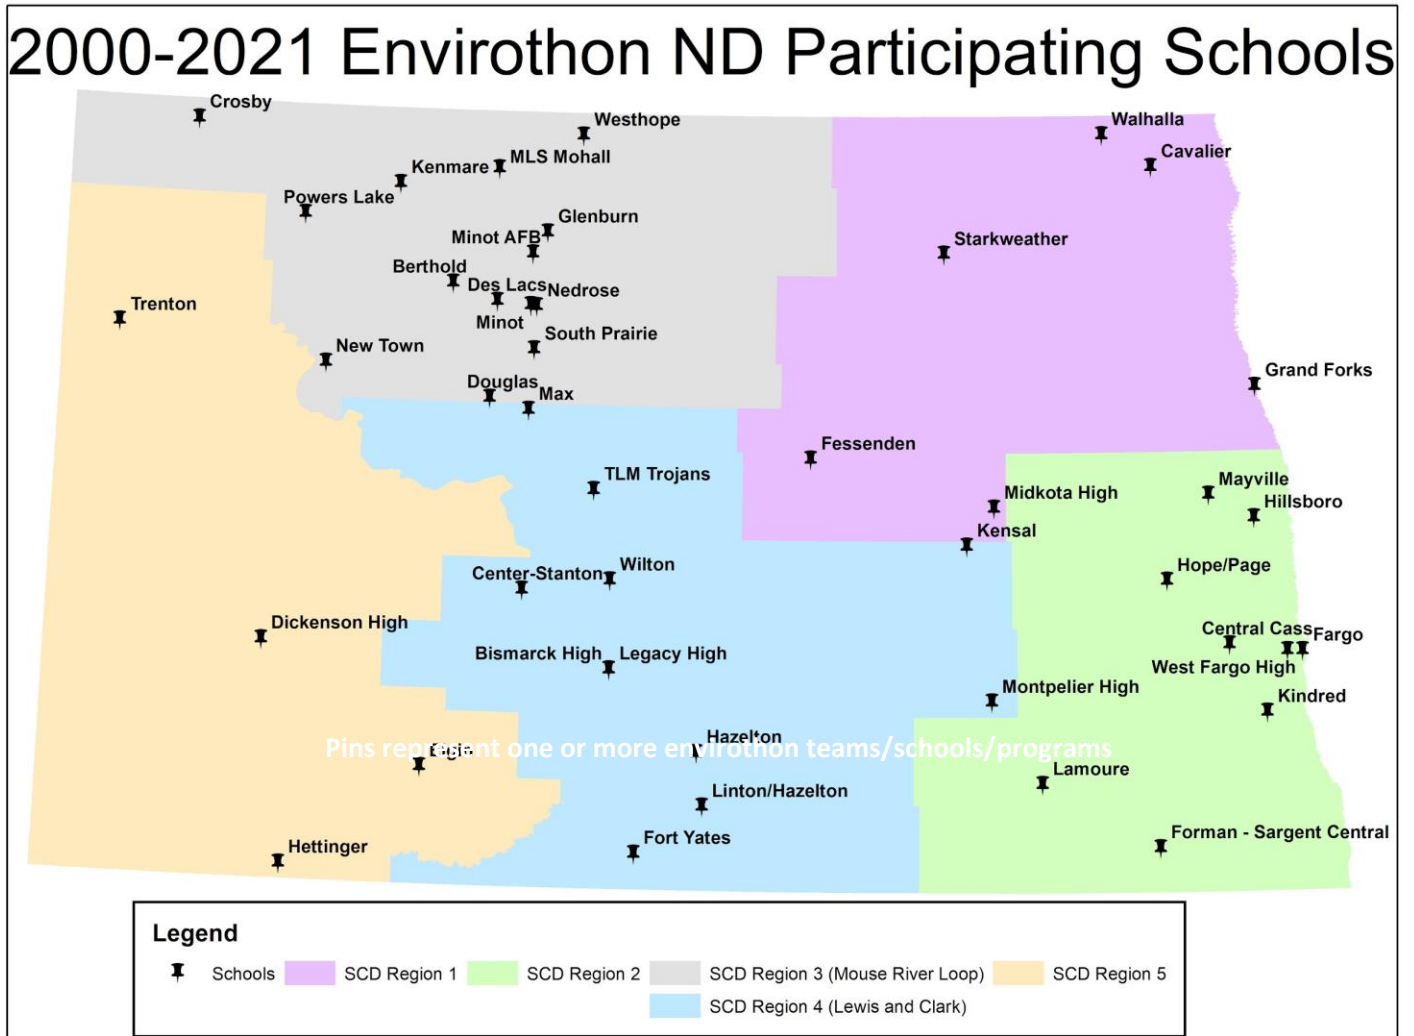 2000-2021 Envirothon ND Participating Schools
Crosby
Westhope
Walhalla
MLS Mohall
Cavalier
Kenmare
Powers Lake
Glenburn
Minot AFB
Starkweather
Berthold
Des Lacs
Nedrose
Trenton
Minot
South Prairie
New Town
Grand Forks
Douglas
Max
Fessenden
TLM Trojans
Mayville
Midkota High
Hillsboro
Kensal
Wilton
Hope/Page
Center-Stanton
Dickenson High
Central Cass
Fargo
Bismarck High
Legacy High
West Fargo High
Montpelier High
Kindred
Hazelton
Pins represent one or more envirothon teams/schools/programs
Lamoure
Linton/Hazelton
Forman - Sargent Central
Fort Yates
Hettinger
Legend
Schools
SCD Region 1
SCD Region 2
SCD Region 3 (Mouse River Loop)
SCD Region 5
SCD Region 4 (Lewis and Clark)